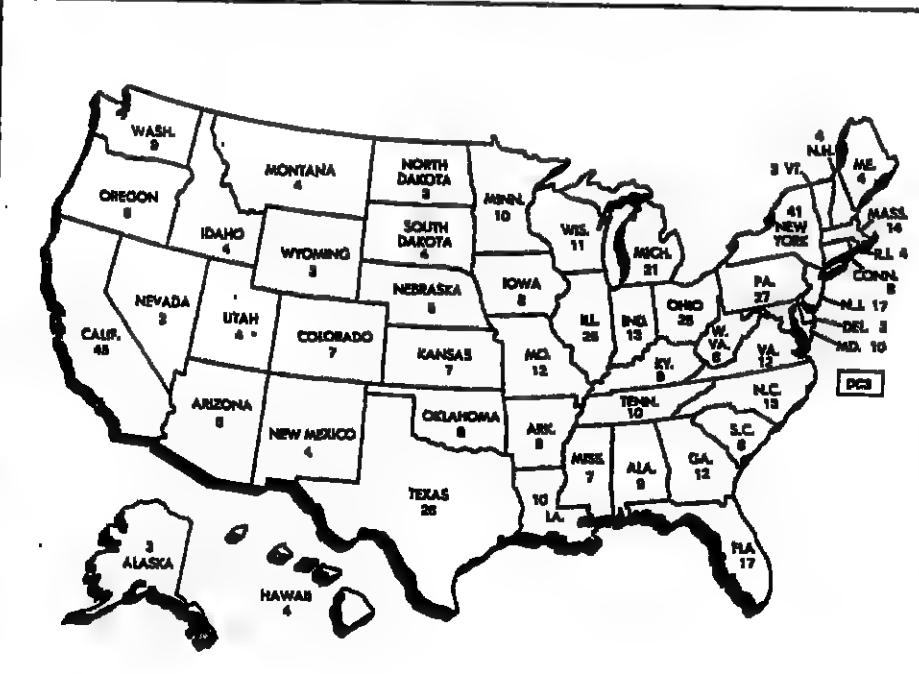 WASH.
9
OREGON
6
CALIF.
45
NEVADA
3
IDAHO
4
MONTANA
4
WYOMING
3
UTAH
4
COLORADO
7
ARIZONA
6
NEW MEXICO
4
NORTH
DAKOTA
3
SOUTH
DAKOTA
4
NEBRASKA
5
KANSAS
7
OKLAHOMA
8
TEXAS
26
MINN.
10
IOWA
8
MO.
12
ARK.
6
10
LA.
WIS.
11
ILL.
26
MICH.
21
IND.
13
OHIO
25
KY.
9
TENN.
10
MISS.
7
ALA.
9
GA.
12
FLA.
17
S.C.
8
N.C.
13
VA.
12
W.
VA.
6
PA.
27
41
NEW
YORK
3 VT.
4
N.H.
ME.
4
MASS.
14
R.I. 4
CONN.
8
N.J. 17
DEL. 3
MD. 10
3
ALASKA
HAWAII
4